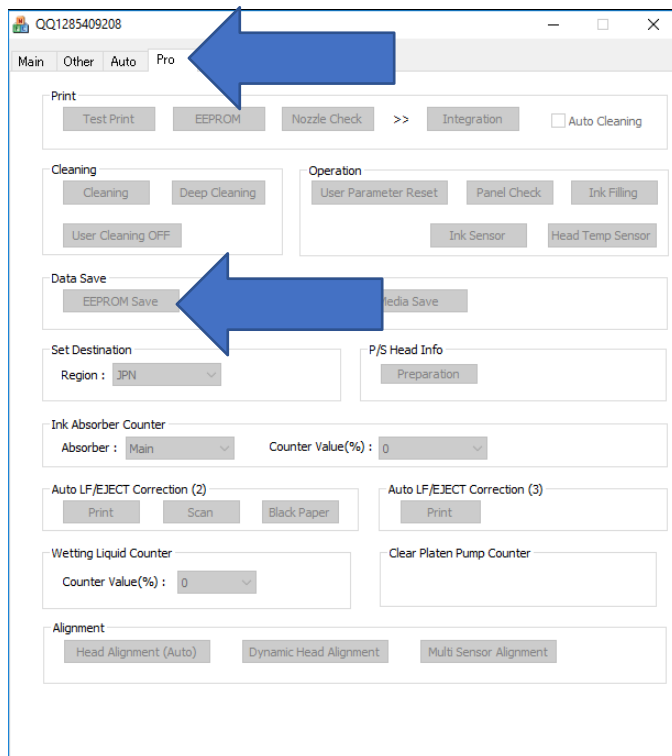 QQ1285409208
Main Other Auto Pro
Print
Test Print EEPROM Nozzle Check >> Integration Auto Cleaning
Cleaning
Cleaning Deep Cleaning
User Cleaning OFF
Operation
User Parameter Reset Panel Check Ink Filling
Ink Sensor Head Temp Sensor
Data Save
EEPROM Save Media Save
Set Destination
Region : JPN
P/S Head Info
Preparation
Ink Absorber Counter
Absorber : Main Counter Value(%) : 0
Auto LF/EJECT Correction (2)
Print Scan Black Paper
Auto LF/EJECT Correction (3)
Print
Wetting Liquid Counter
Counter Value(%) : 0
Clear Platen Pump Counter
Alignment
Head Alignment (Auto) Dynamic Head Alignment Multi Sensor Alignment